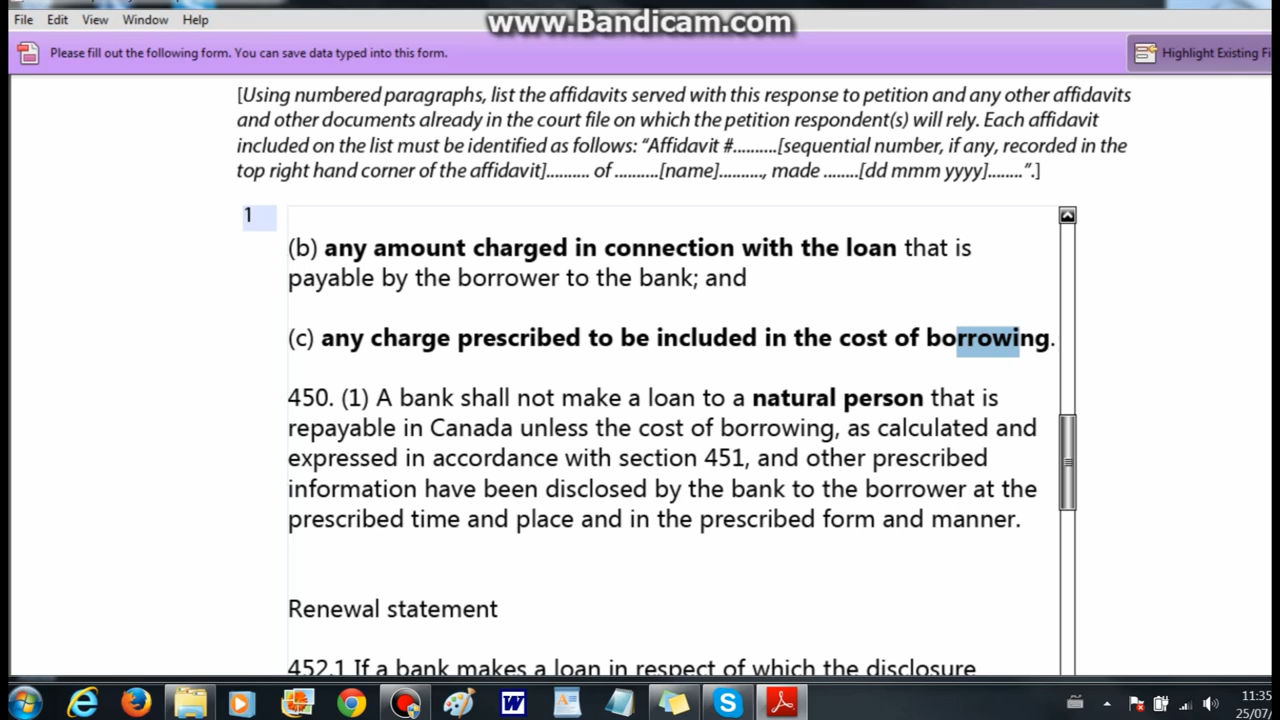 www.Bandicam.com
File Edit View Window Help
Please fill out the following form. You can save data typed into this form.
Highlight Existing Fi
[Using numbered paragraphs, list the affidavits served with this response to petition and any other affidavits
and other documents already in the court file on which the petition respondent(s) will rely. Each affidavit
included on the list must be identified as follows: “Affidavit #..........[sequential number, if any, recorded in the
top right hand corner of the affidavit].......... of ..........[name].........., made ........[dd mmm yyyy]........”.]
1
(b) any amount charged in connection with the loan that is
payable by the borrower to the bank; and
(c) any charge prescribed to be included in the cost of borrowing.
450. (1) A bank shall not make a loan to a natural person that is
repayable in Canada unless the cost of borrowing, as calculated and
expressed in accordance with section 451, and other prescribed
information have been disclosed by the bank to the borrower at the
prescribed time and place and in the prescribed form and manner.
Renewal statement
452.1 If a bank makes a loan in respect of which the disclosure
11:35
25/07/